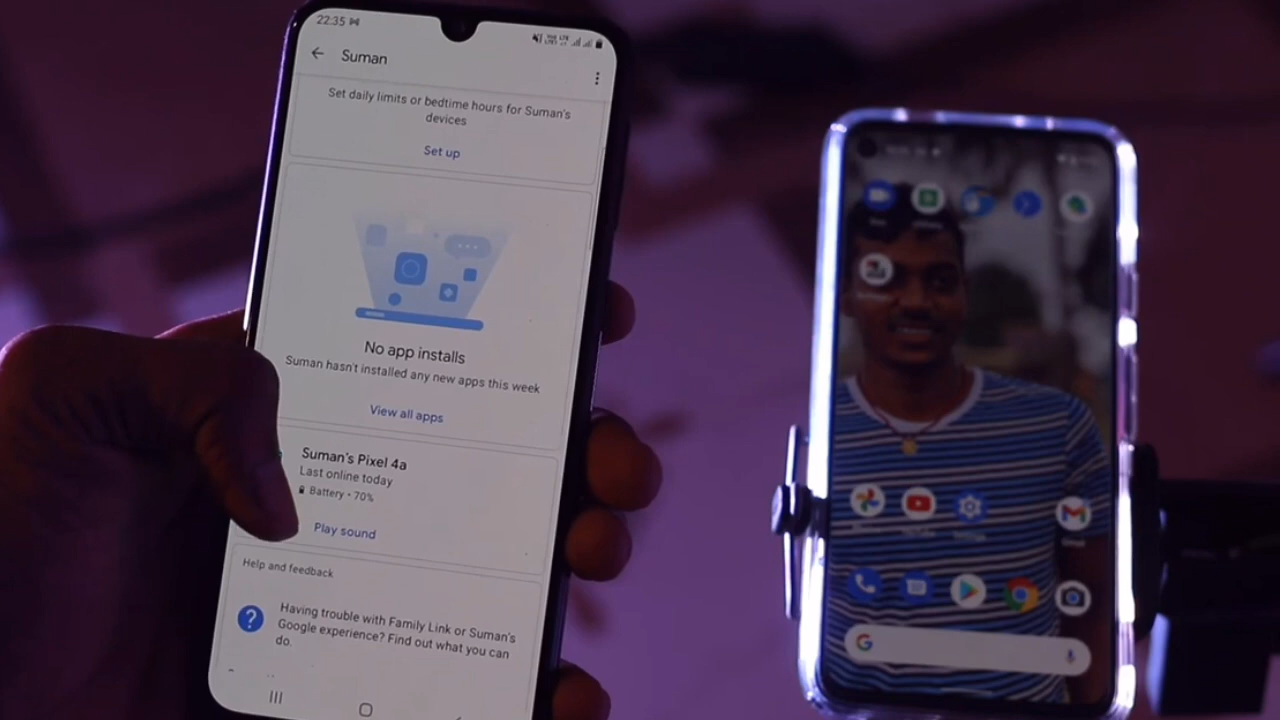 22:35
Suman
Set daily limits or bedtime hours for Suman's
devices
Set up
No app installs
Suman hasn't installed any new apps this week
View all apps
Suman's Pixel 4a
Last online today
Battery • 70%
Play sound
Help and feedback
Having trouble with Family Link or Suman's
Google experience? Find out what you can
do.